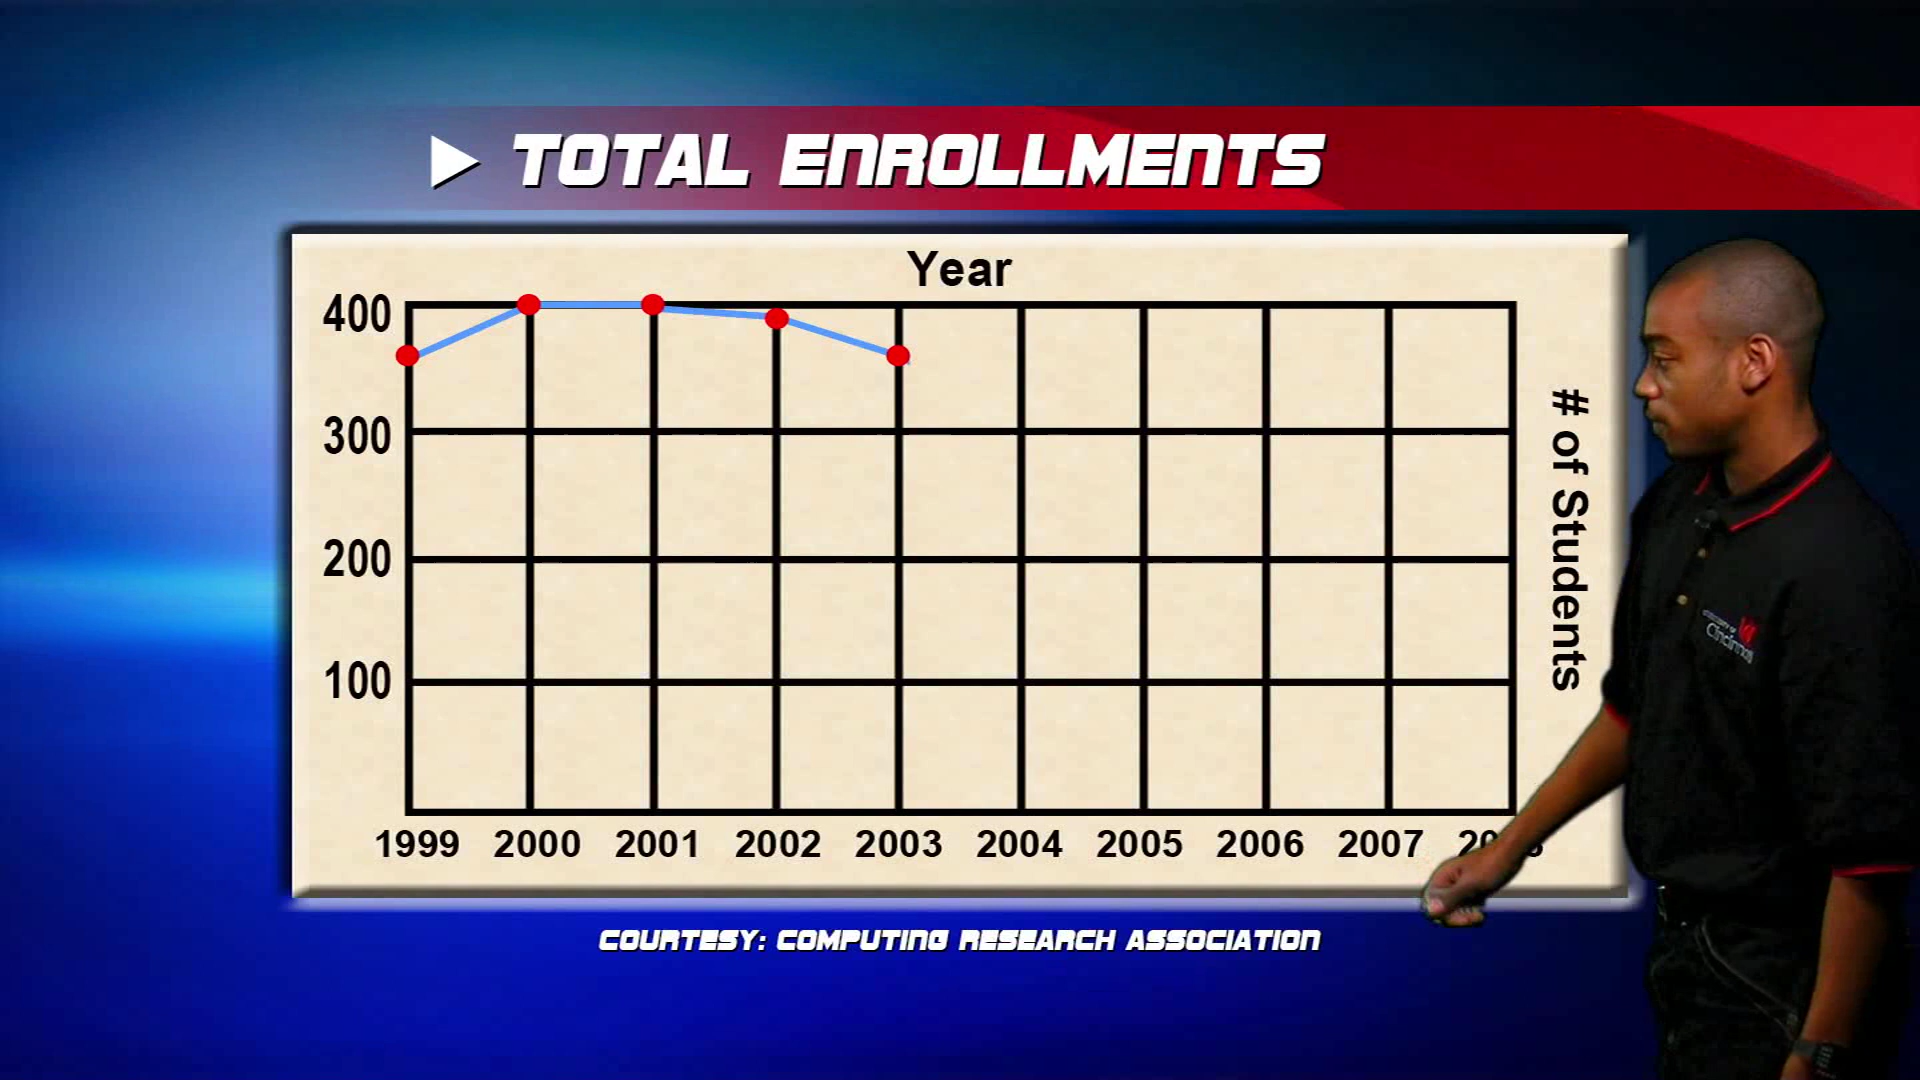 TOTAL ENROLLMENTS
Year
400
300
200
100
# of Students
1999 2000 2001 2002 2003 2004 2005 2006 2007
Cincinnati
COURTESY: COMPUTING RESEARCH ASSOCIATION